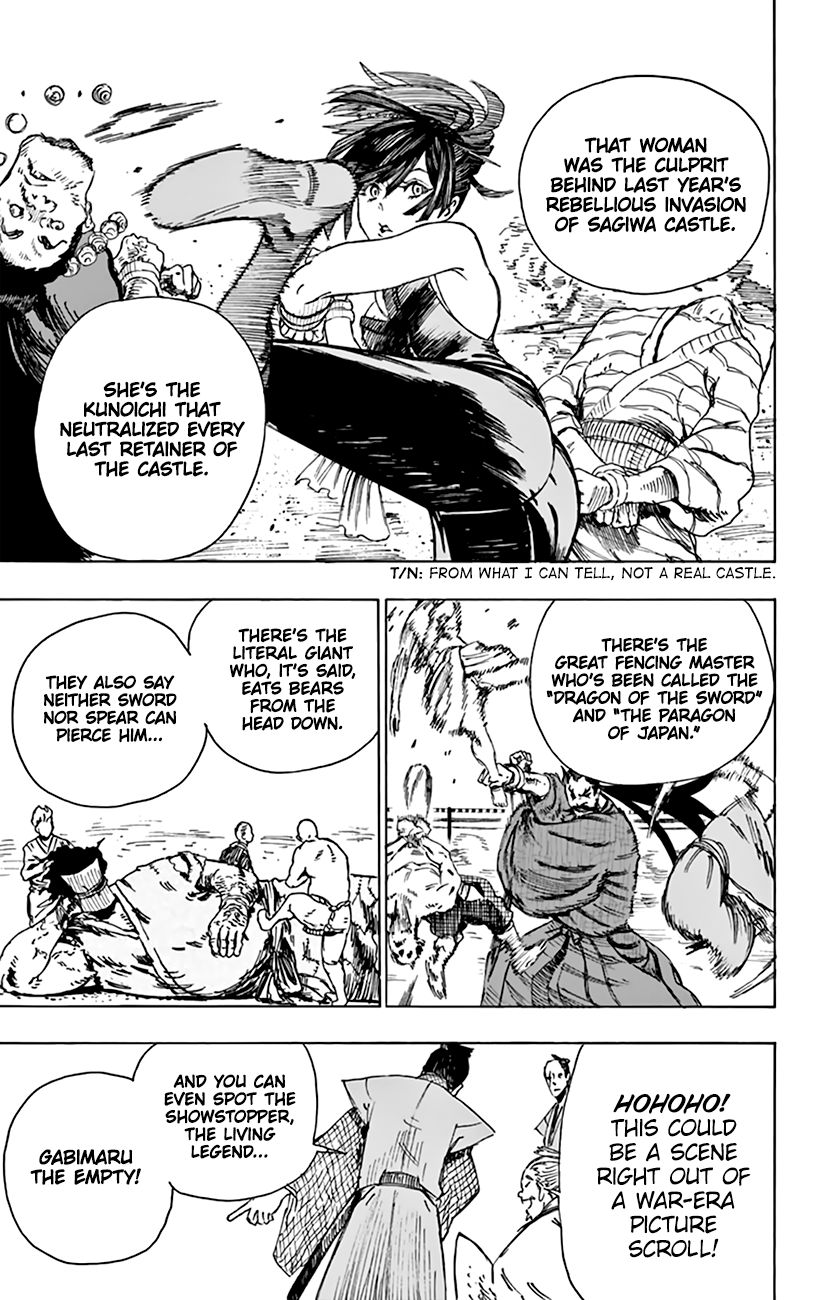 THAT WOMAN
WAS THE CULPRIT
BEHIND LAST YEAR'S
REBELLIOUS INVASION
OF SAGIWA CASTLE.
SHE'S THE
KUNOICHI THAT
NEUTRALIZED EVERY
LAST RETAINER OF
THE CASTLE.
T/N: FROM WHAT I CAN TELL, NOT A REAL CASTLE.
THERE'S THE
GREAT FENCING MASTER
WHO'S BEEN CALLED THE
"DRAGON OF THE SWORD"
AND "THE PARAGON
OF JAPAN."
THERE'S THE
LITERAL GIANT
WHO, IT'S SAID,
EATS BEARS
FROM THE
HEAD DOWN.
THEY ALSO SAY
NEITHER SWORD
NOR SPEAR CAN
PIERCE HIM...
HOHOHO!
THIS COULD
BE A SCENE
RIGHT OUT OF
A WAR-ERA
PICTURE
SCROLL!
AND YOU CAN
EVEN SPOT THE
SHOWSTOPPER,
THE LIVING
LEGEND...
GABIMARU
THE EMPTY!